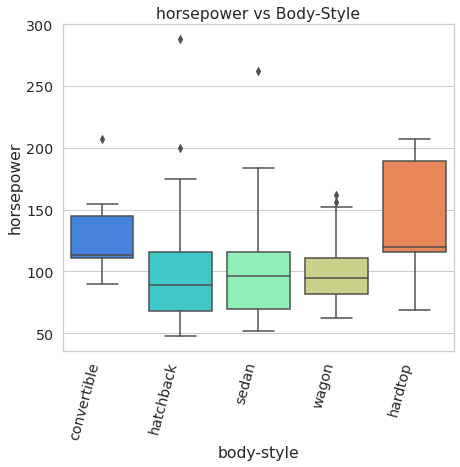 horsepower vs Body-Style
300
250
200
150
100
50
horsepower
convertible
hatchback
sedan
wagon
hardtop
body-style